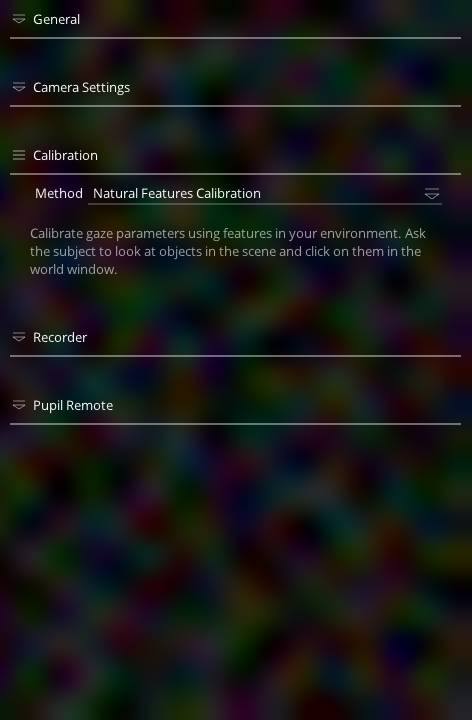 General
Camera Settings
Calibration
Method Natural Features Calibration
Calibrate gaze parameters using features in your environment. Ask
the subject to look at objects in the scene and click on them in the
world window.
Recorder
Pupil Remote